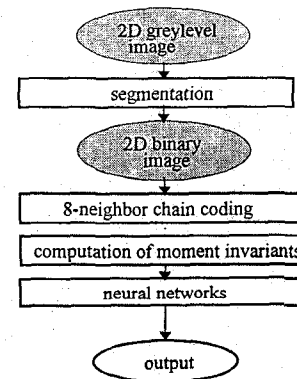 2D greylevel
image
segmentation
2D binary
image
8-neighbor chain coding
computation of moment invariants
neural networks
output